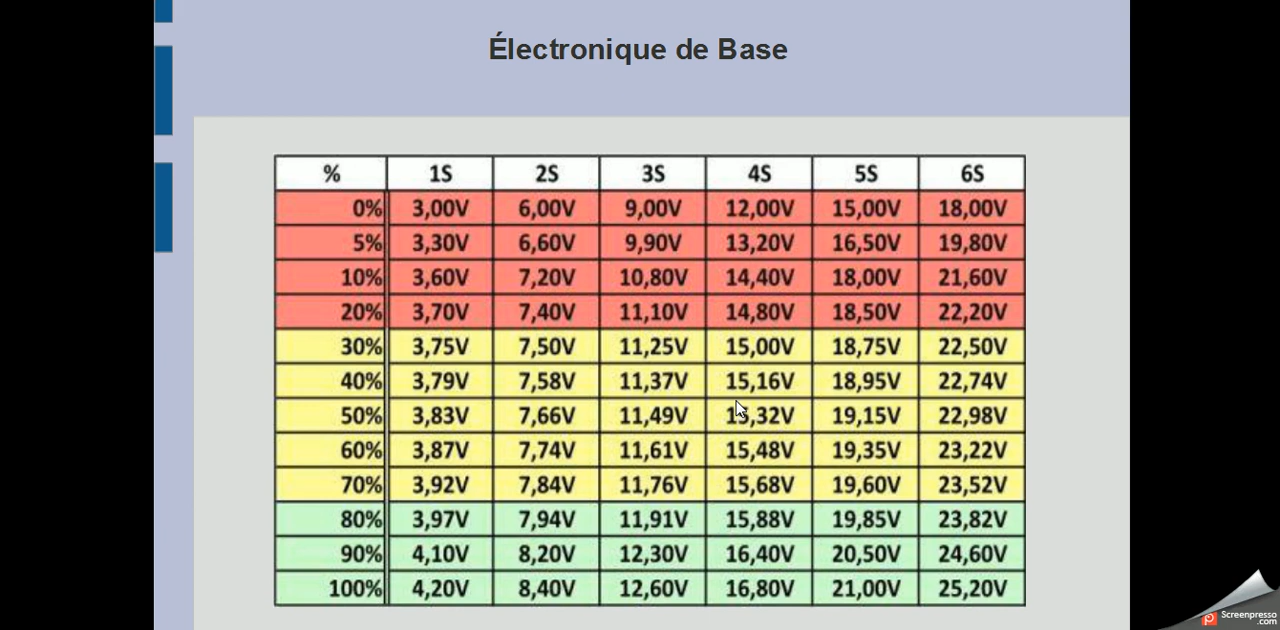 Électronique de Base
% 1S 2S 3S 4S 5S 6S
0% 3,00V 6,00V 9,00V 12,00V 15,00V 18,00V
5% 3,30V 6,60V 9,90V 13,20V 16,50V 19,80V
10% 3,60V 7,20V 10,80V 14,40V 18,00V 21,60V
20% 3,70V 7,40V 11,10V 14,80V 18,50V 22,20V
30% 3,75V 7,50V 11,25V 15,00V 18,75V 22,50V
40% 3,79V 7,58V 11,37V 15,16V 18,95V 22,74V
50% 3,83V 7,66V 11,49V 15,32V 19,15V 22,98V
60% 3,87V 7,74V 11,61V 15,48V 19,35V 23,22V
70% 3,92V 7,84V 11,76V 15,68V 19,60V 23,52V
80% 3,97V 7,94V 11,91V 15,88V 19,85V 23,82V
90% 4,10V 8,20V 12,30V 16,40V 20,50V 24,60V
100% 4,20V 8,40V 12,60V 16,80V 21,00V 25,20V
Screenpresso
.com